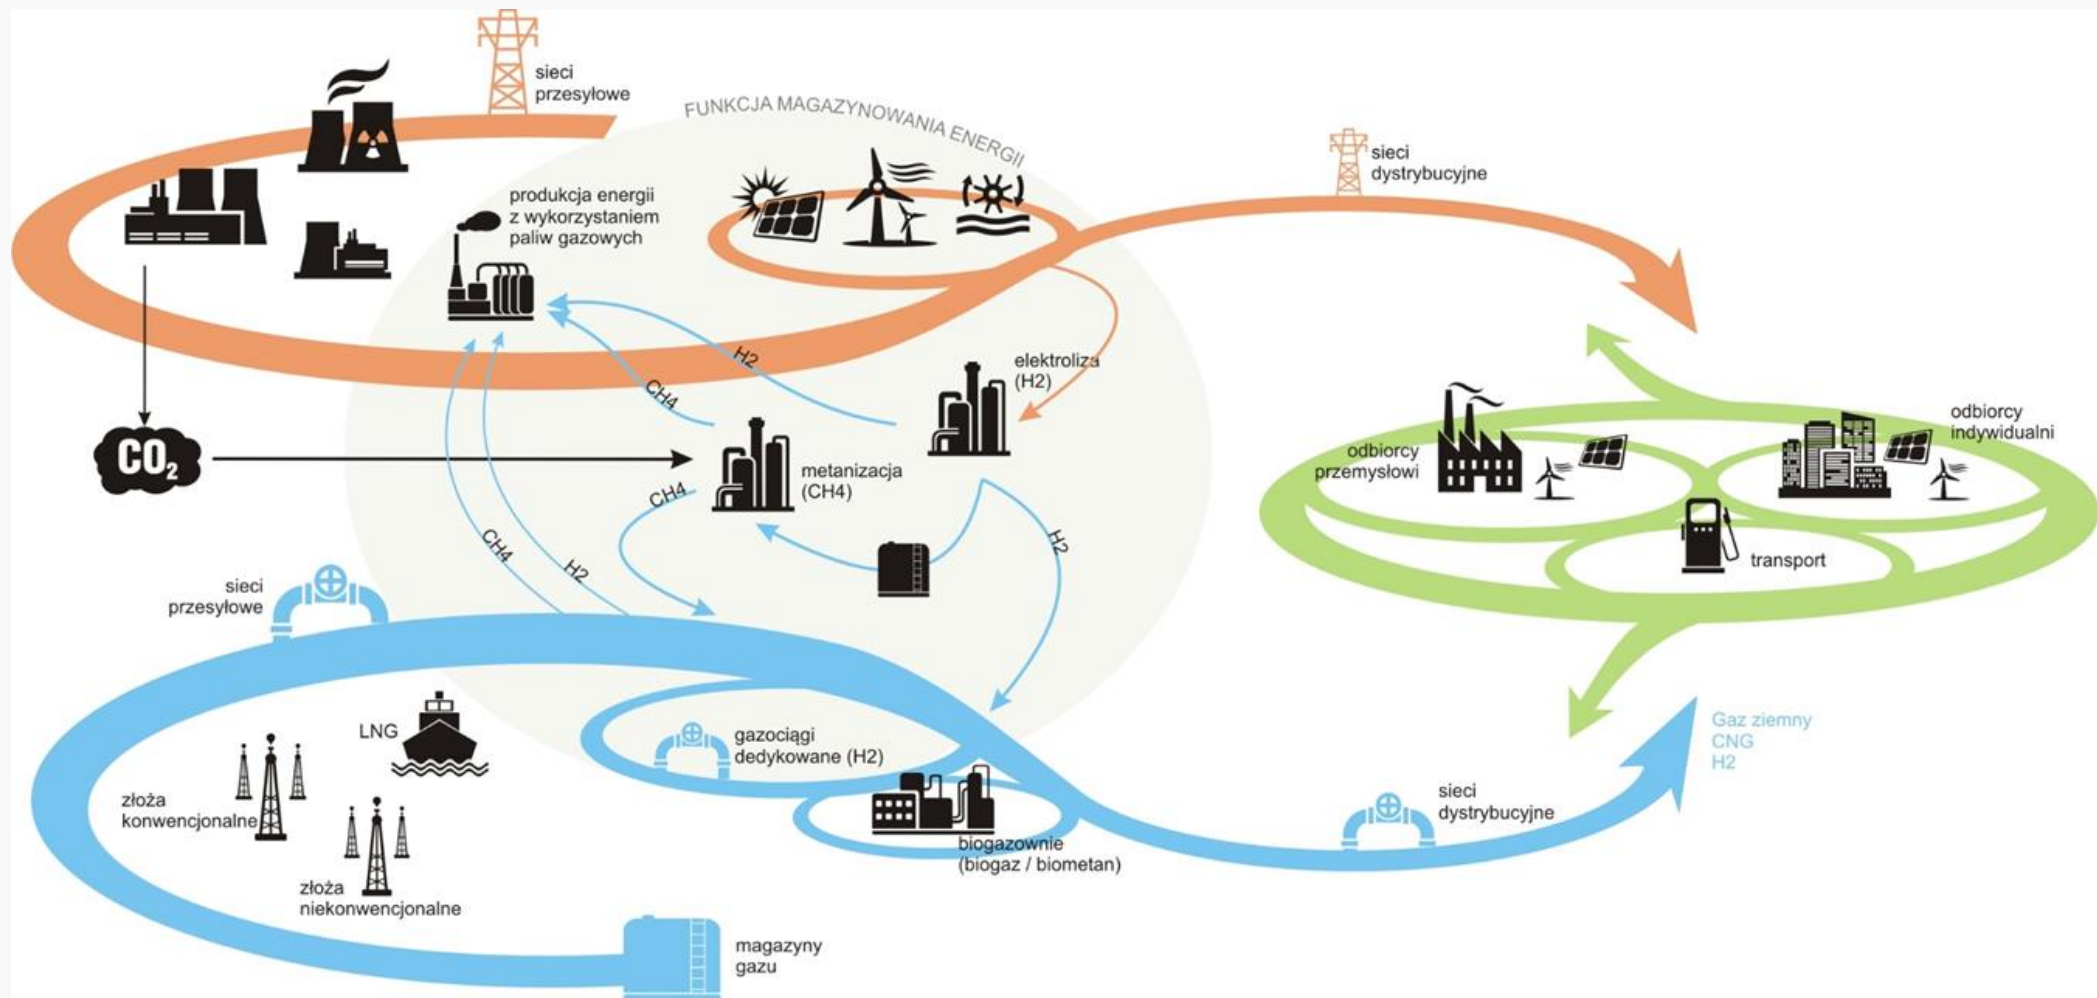 sieci
przesyłowe
FUNKCJA MAGAZYNOWANIA ENERGII
sieci
dystrybucyjne
produkcja energii
z wykorzystaniem
paliw gazowych
H2
elektroliza
(H2)
CH4
CO2
metanizacja
(CH4)
CH4
CH4
H2
H2
odbiorcy
przemysłowi
odbiorcy
indywidualni
transport
sieci
przesyłowe
LNG
gazociągi
dedykowane (H2)
złoża
konwencjonalne
złoża
niekonwencjonalne
biogazownie
(biogaz / biometan)
sieci
dystrybucyjne
Gaz ziemny
CNG
H2
magazyny
gazu